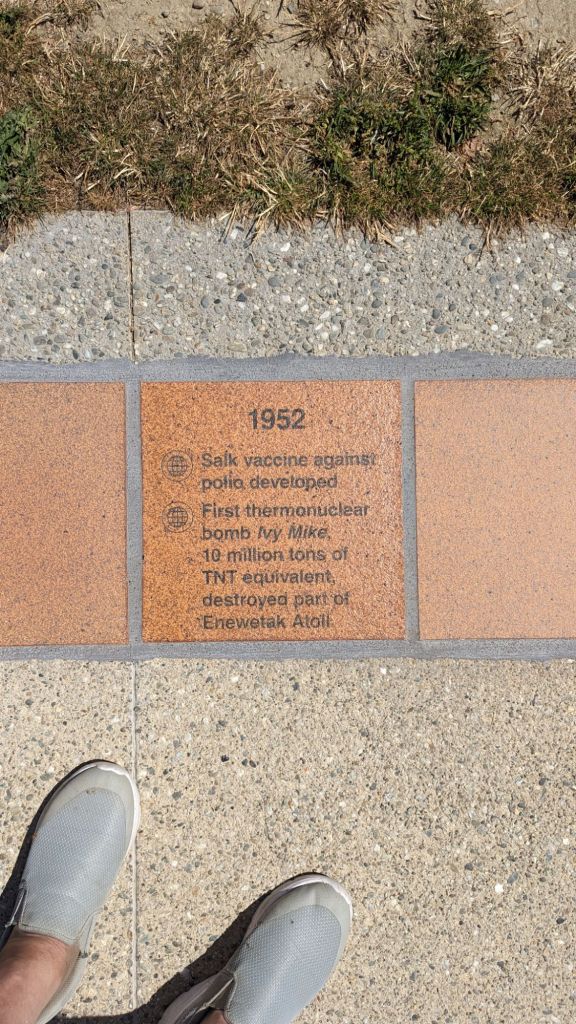 1952
Salk vaccine against
polio developed
First thermonuclear
bomb Ivy Mike,
10 million tons of
TNT equivalent,
destroyed part of
Enewetak Atoll